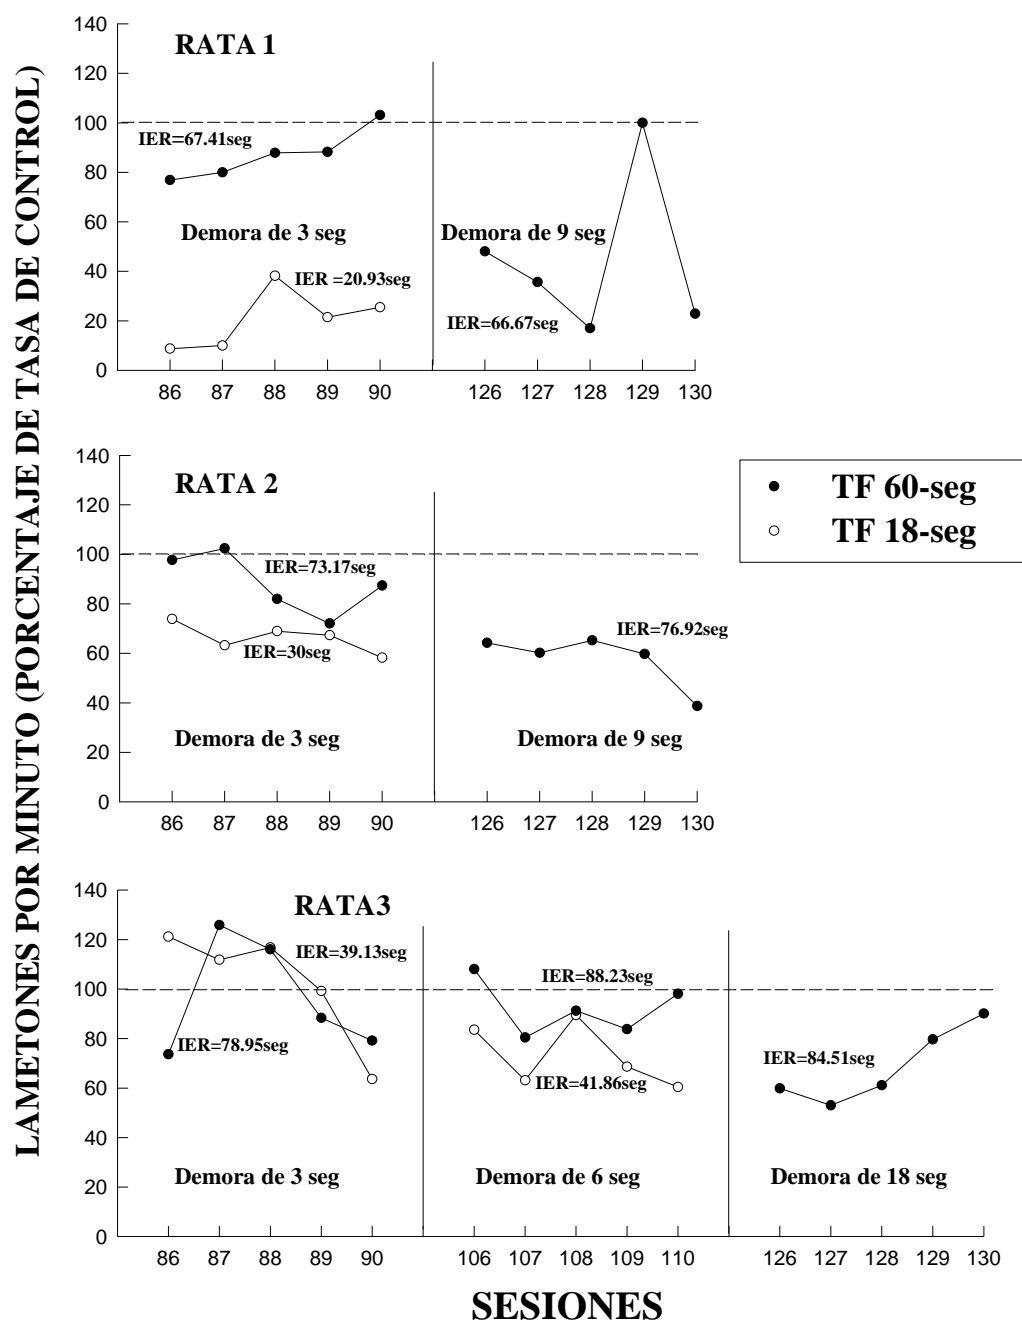 LAMETONES POR MINUTO (PORCENTAJE DE TASA DE CONTROL)
RATA 1
140
120
100
80
60
40
20
0
IER=67.41seg
Demora de 3 seg
IER =20.93seg
Demora de 9 seg
IER=66.67seg
86 87 88 89 90 126 127 128 129 130
RATA 2
140
120
100
80
60
40
20
0
IER=73.17seg
IER=30seg
Demora de 3 seg
IER=76.92seg
Demora de 9 seg
86 87 88 89 90 126 127 128 129 130
TF 60-seg
TF 18-seg
RATA3
140
120
100
80
60
40
20
0
IER=39.13seg
IER=78.95seg
Demora de 3 seg
IER=88.23seg
IER=41.86seg
Demora de 6 seg
IER=84.51seg
Demora de 18 seg
86 87 88 89 90 106 107 108 109 110 126 127 128 129 130
SESIONES